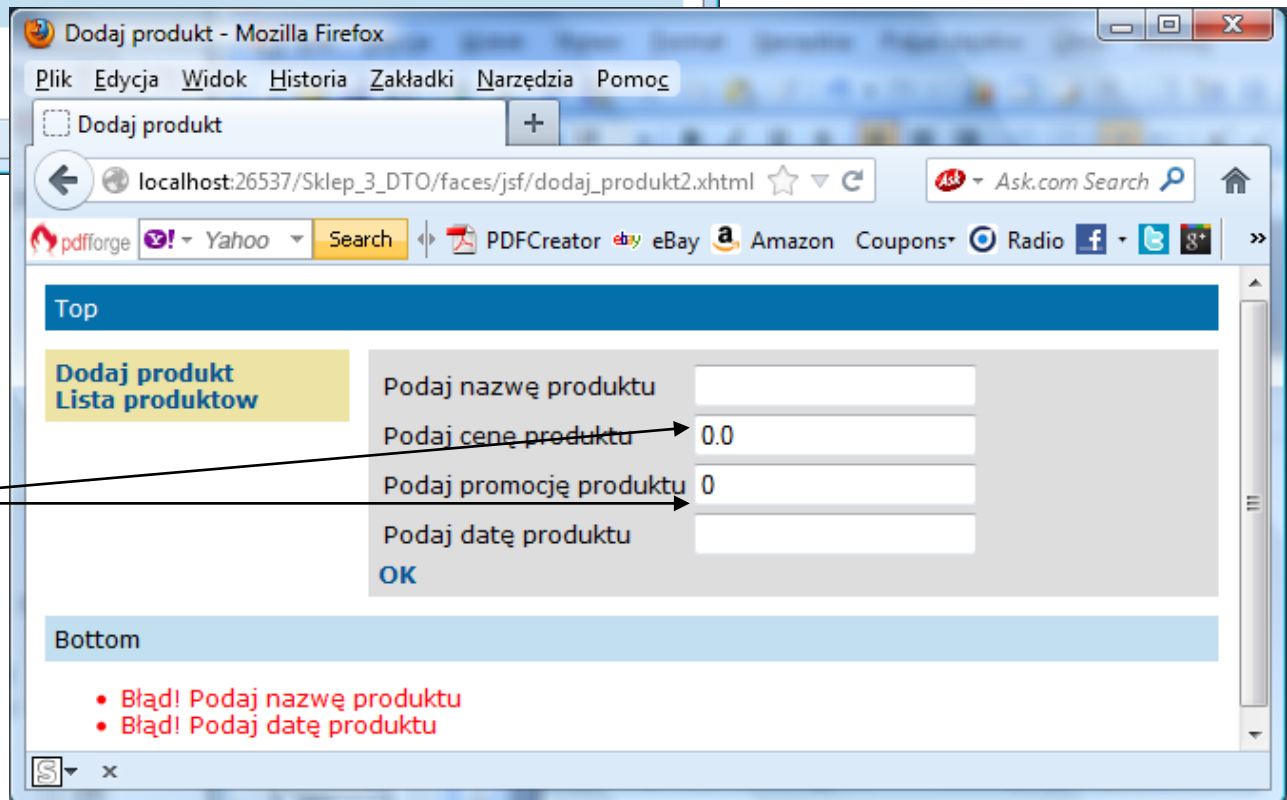 Dodaj produkt - Mozilla Firefox
Plik Edycja Widok Historia Zakładki Narzędzia Pomoc
Dodaj produkt +
localhost:26537/Sklep_3_DTO/faces/jsf/dodaj_produkt2.xhtml Ask Ask.com Search
pdfforge Y! Yahoo Search PDFCreator ebY eBay a Amazon Coupons Radio f g+ »
Top
Dodaj produkt
Lista produktow
Podaj nazwę produktu
Podaj cenę produktu 0.0
Podaj promocję produktu 0
Podaj datę produktu
OK
Bottom
• Błąd! Podaj nazwę produktu
• Błąd! Podaj datę produktu
S x